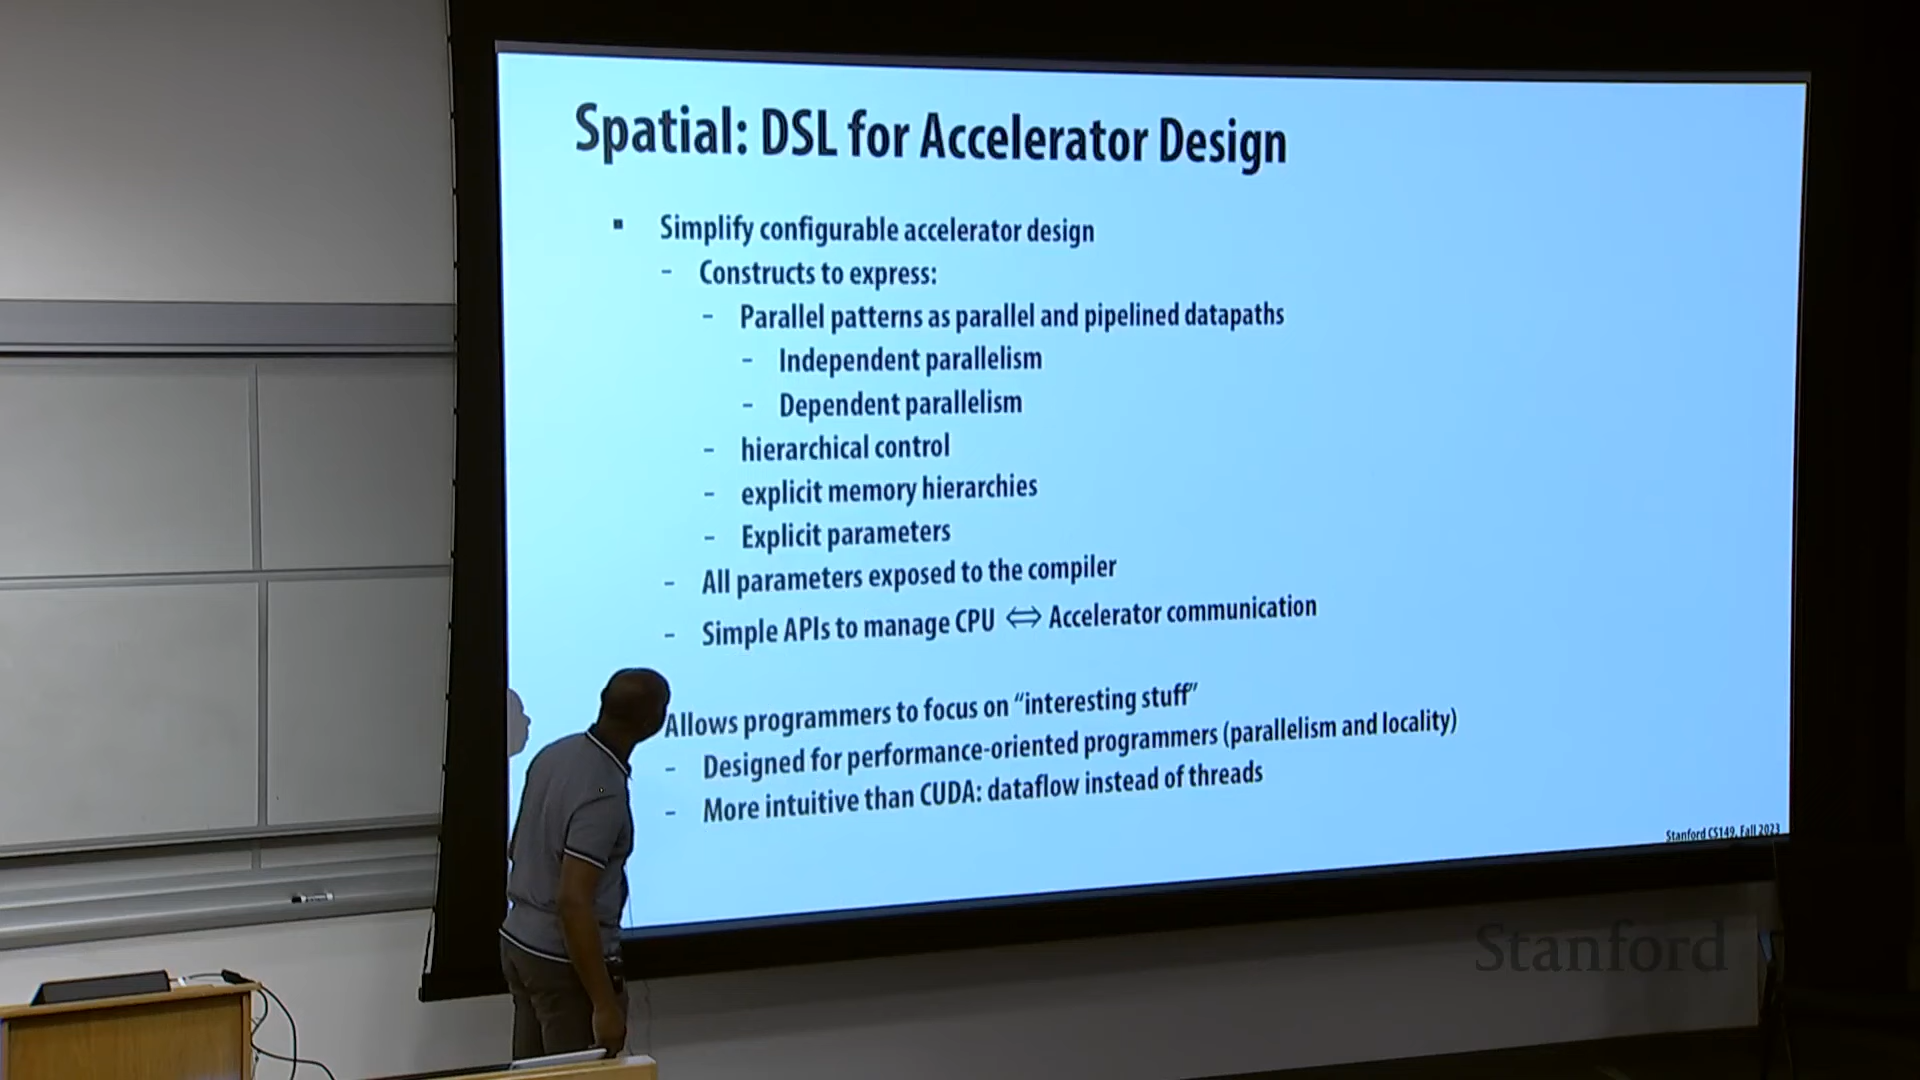 Spatial: DSL for Accelerator Design
▪ Simplify configurable accelerator design
– Constructs to express:
– Parallel patterns as parallel and pipelined datapaths
– Independent parallelism
– Dependent parallelism
– hierarchical control
– explicit memory hierarchies
– Explicit parameters
– All parameters exposed to the compiler
– Simple APIs to manage CPU ⇔ Accelerator communication
Allows programmers to focus on “interesting stuff”
– Designed for performance-oriented programmers (parallelism and locality)
– More intuitive than CUDA: dataflow instead of threads
Stanford CS149, Fall 2023
Stanford